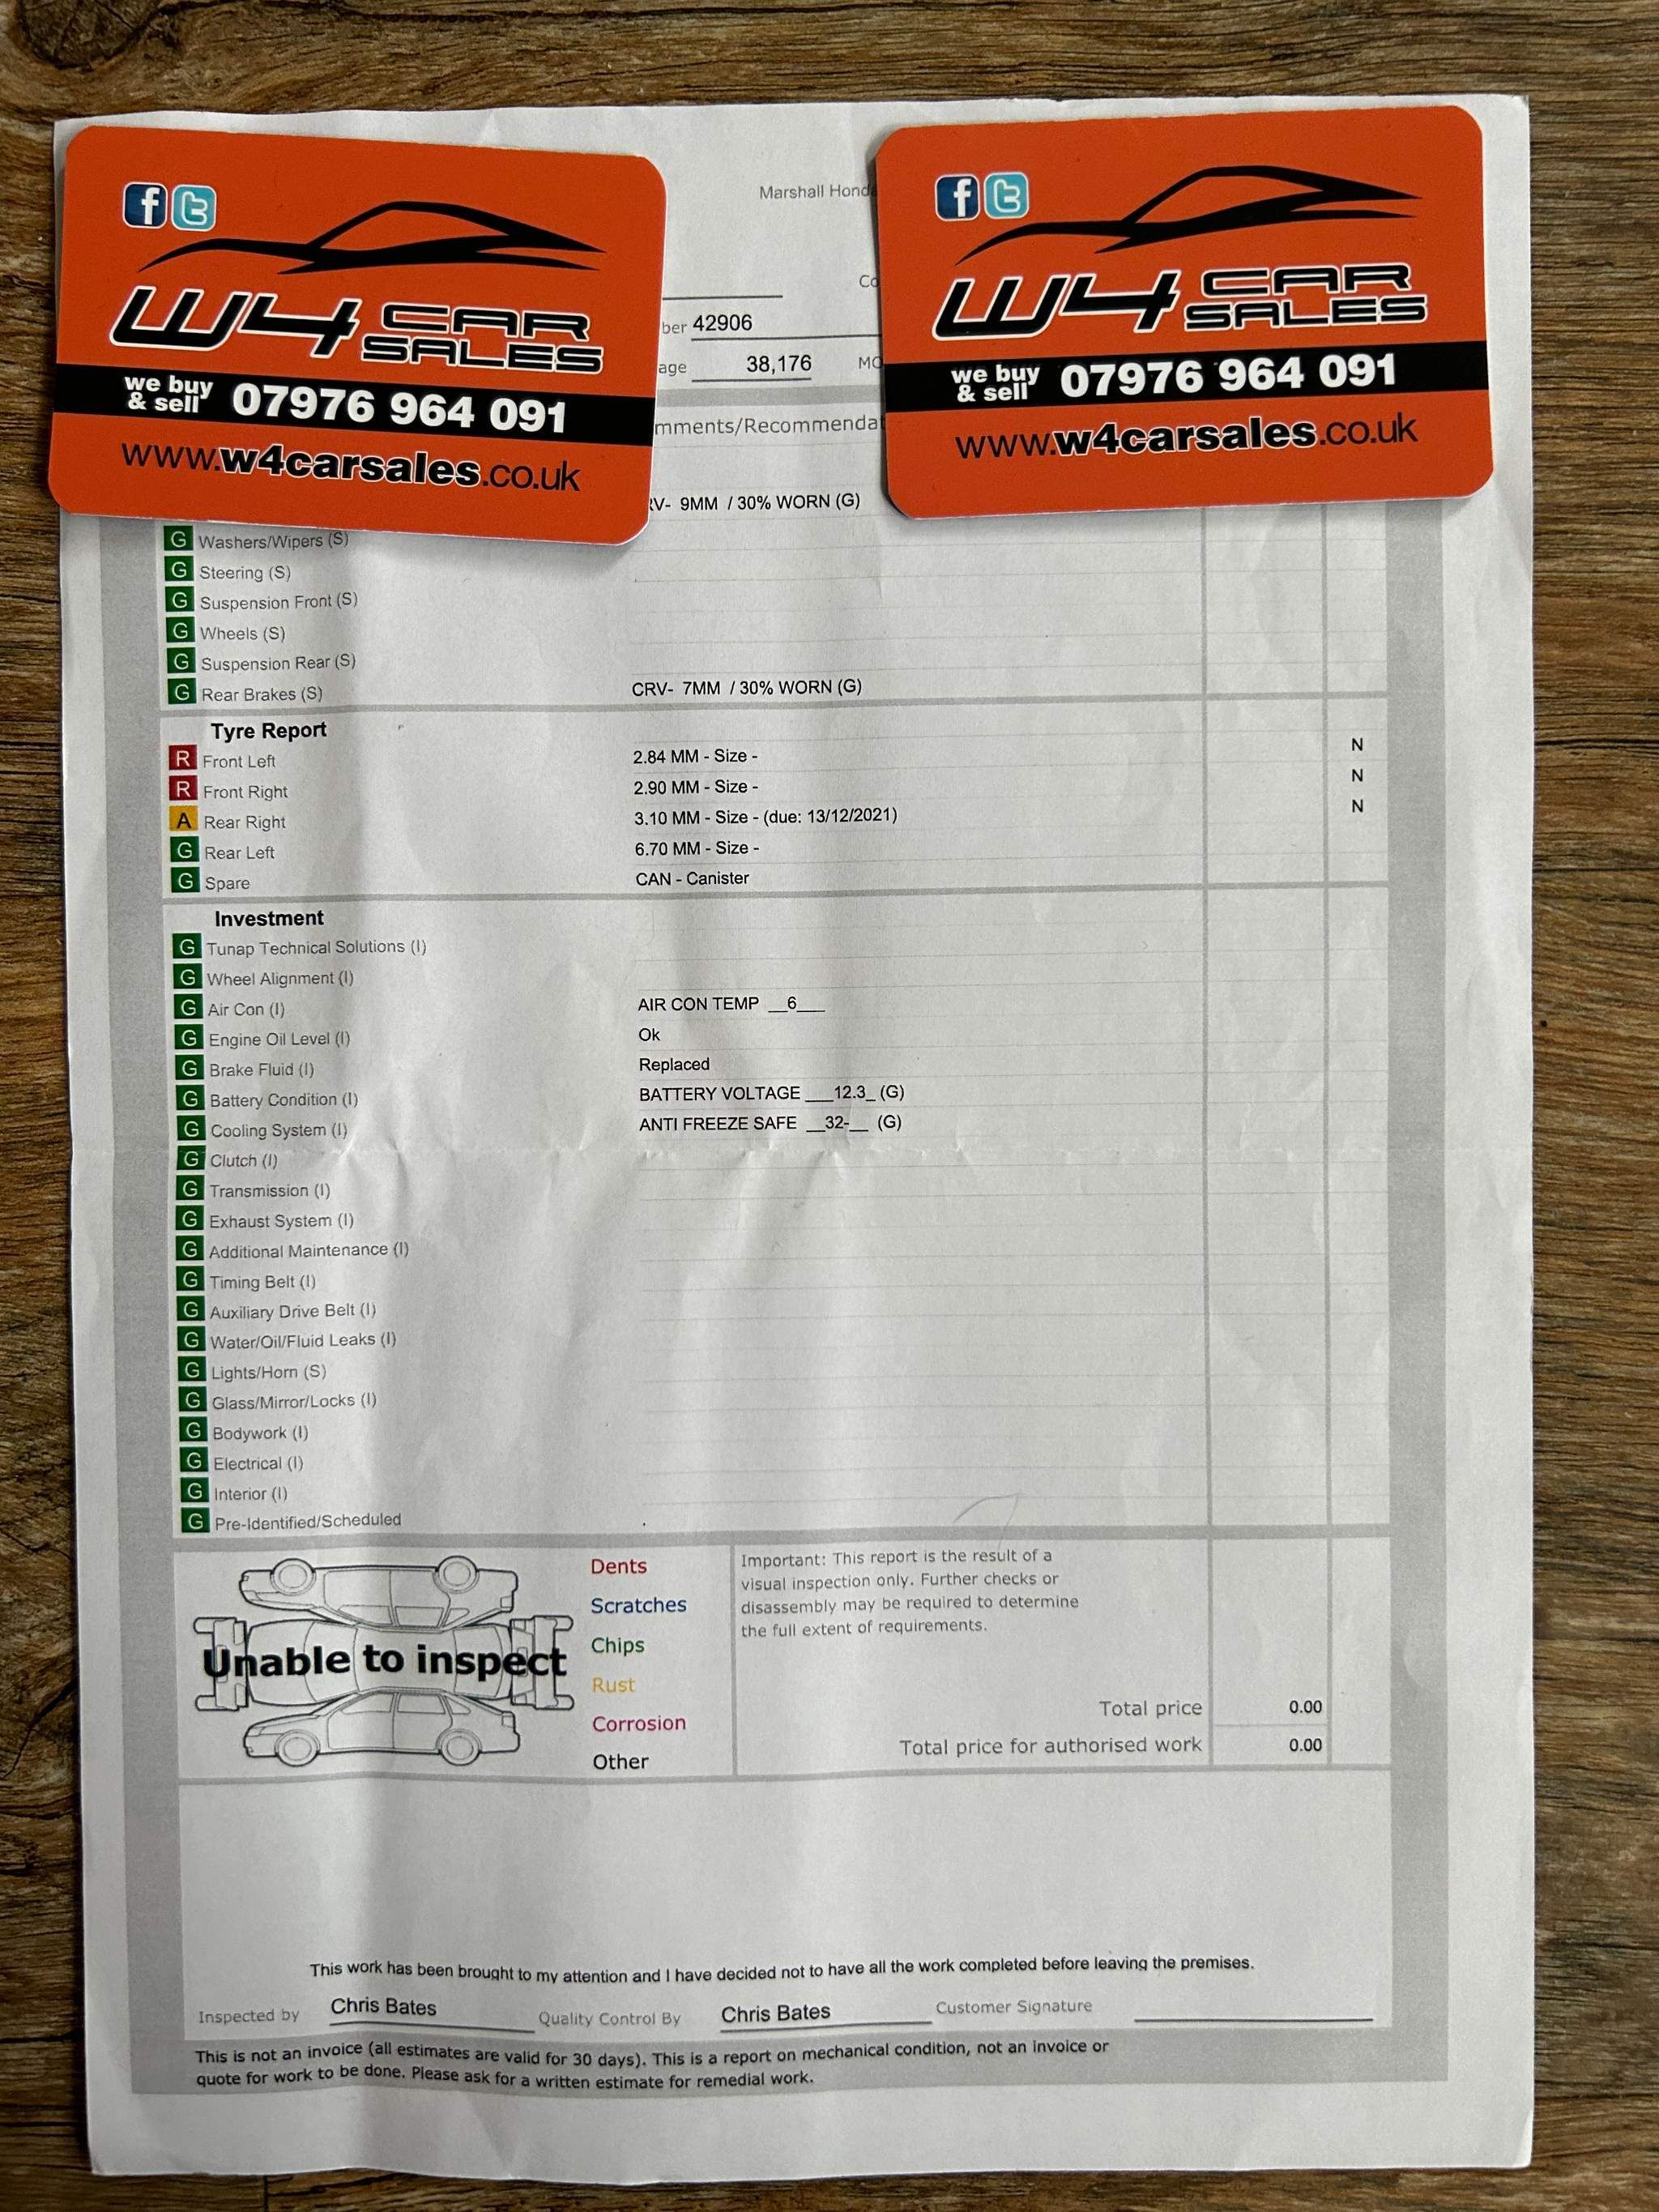 f t
W4 CAR SALES
we buy & sell 07976 964 091
www.w4carsales.co.uk
f t
W4 CAR SALES
we buy & sell 07976 964 091
www.w4carsales.co.uk
Marshall Honda
Co
ber 42906
age 38,176 MO
mments/Recommendat
RV- 9MM / 30% WORN (G)
G Washers/Wipers (S)
G Steering (S)
G Suspension Front (S)
G Wheels (S)
G Suspension Rear (S)
G Rear Brakes (S) CRV- 7MM / 30% WORN (G)
Tyre Report
R Front Left 2.84 MM - Size - N
R Front Right 2.90 MM - Size - N
A Rear Right 3.10 MM - Size - (due: 13/12/2021) N
G Rear Left 6.70 MM - Size -
G Spare CAN - Canister
Investment
G Tunap Technical Solutions (I)
G Wheel Alignment (I)
G Air Con (I) AIR CON TEMP __6___
G Engine Oil Level (I) Ok
G Brake Fluid (I) Replaced
G Battery Condition (I) BATTERY VOLTAGE ___12.3_ (G)
G Cooling System (I) ANTI FREEZE SAFE __32-__ (G)
G Clutch (I)
G Transmission (I)
G Exhaust System (I)
G Additional Maintenance (I)
G Timing Belt (I)
G Auxiliary Drive Belt (I)
G Water/Oil/Fluid Leaks (I)
G Lights/Horn (S)
G Glass/Mirror/Locks (I)
G Bodywork (I)
G Electrical (I)
G Interior (I)
G Pre-Identified/Scheduled
Unable to inspect
Dents
Scratches
Chips
Rust
Corrosion
Other
Important: This report is the result of a
visual inspection only. Further checks or
disassembly may be required to determine
the full extent of requirements.
Total price 0.00
Total price for authorised work 0.00
This work has been brought to my attention and I have decided not to have all the work completed before leaving the premises.
Inspected by Chris Bates Quality Control By Chris Bates Customer Signature
This is not an invoice (all estimates are valid for 30 days). This is a report on mechanical condition, not an invoice or
quote for work to be done. Please ask for a written estimate for remedial work.